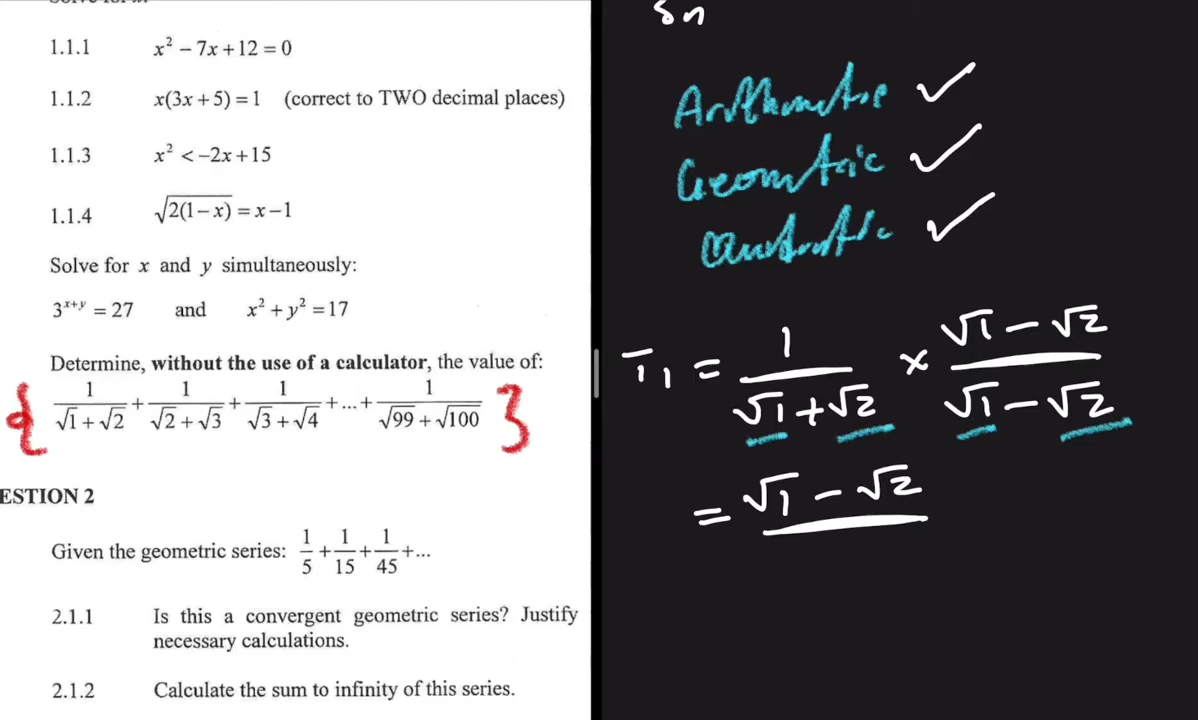 1.1.1 x² − 7x + 12 = 0
1.1.2 x(3x + 5) = 1 (correct to TWO decimal places)
1.1.3 x² < −2x + 15
1.1.4 √(2(1 − x)) = x − 1
Solve for x and y simultaneously:
3^(x+y) = 27 and x² + y² = 17
Determine, without the use of a calculator, the value of:
{ 1/(√1 + √2) + 1/(√2 + √3) + 1/(√3 + √4) + ... + 1/(√99 + √100) }
ESTION 2
Given the geometric series: 1/5 + 1/15 + 1/45 + ...
2.1.1 Is this a convergent geometric series? Justify
necessary calculations.
2.1.2 Calculate the sum to infinity of this series.
Sn
Arithmetic ✓
Geometric ✓
✓
T1 = 1/(√1 + √2) × (√1 − √2)/(√1 − √2)
= √1 − √2